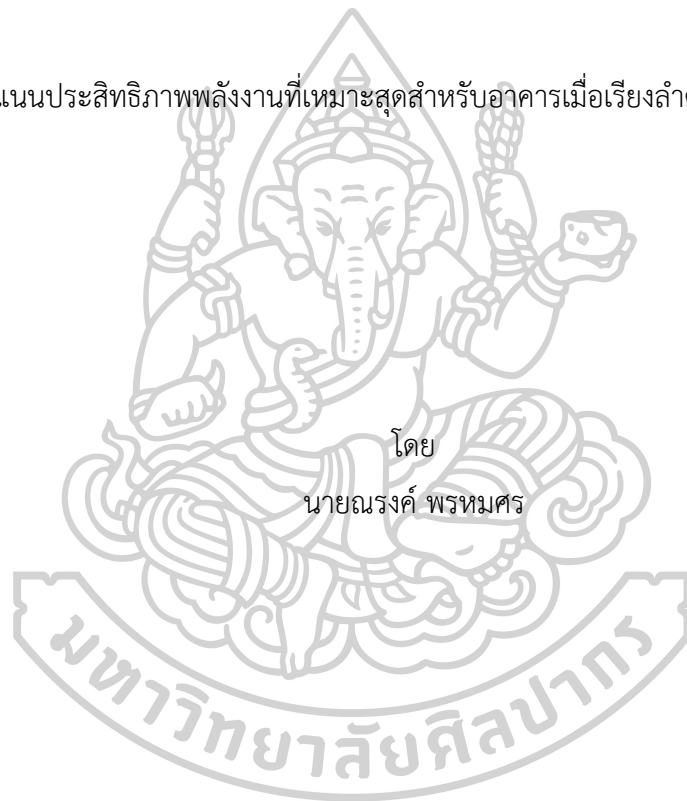 แนนประสิทธิภาพพลังงานที่เหมาะสุดสำหรับอาคารเมื่อเรียงลำ
โดย
นายณรงค์ พรหมศร
มหาวิทยาลัยศิลปากร